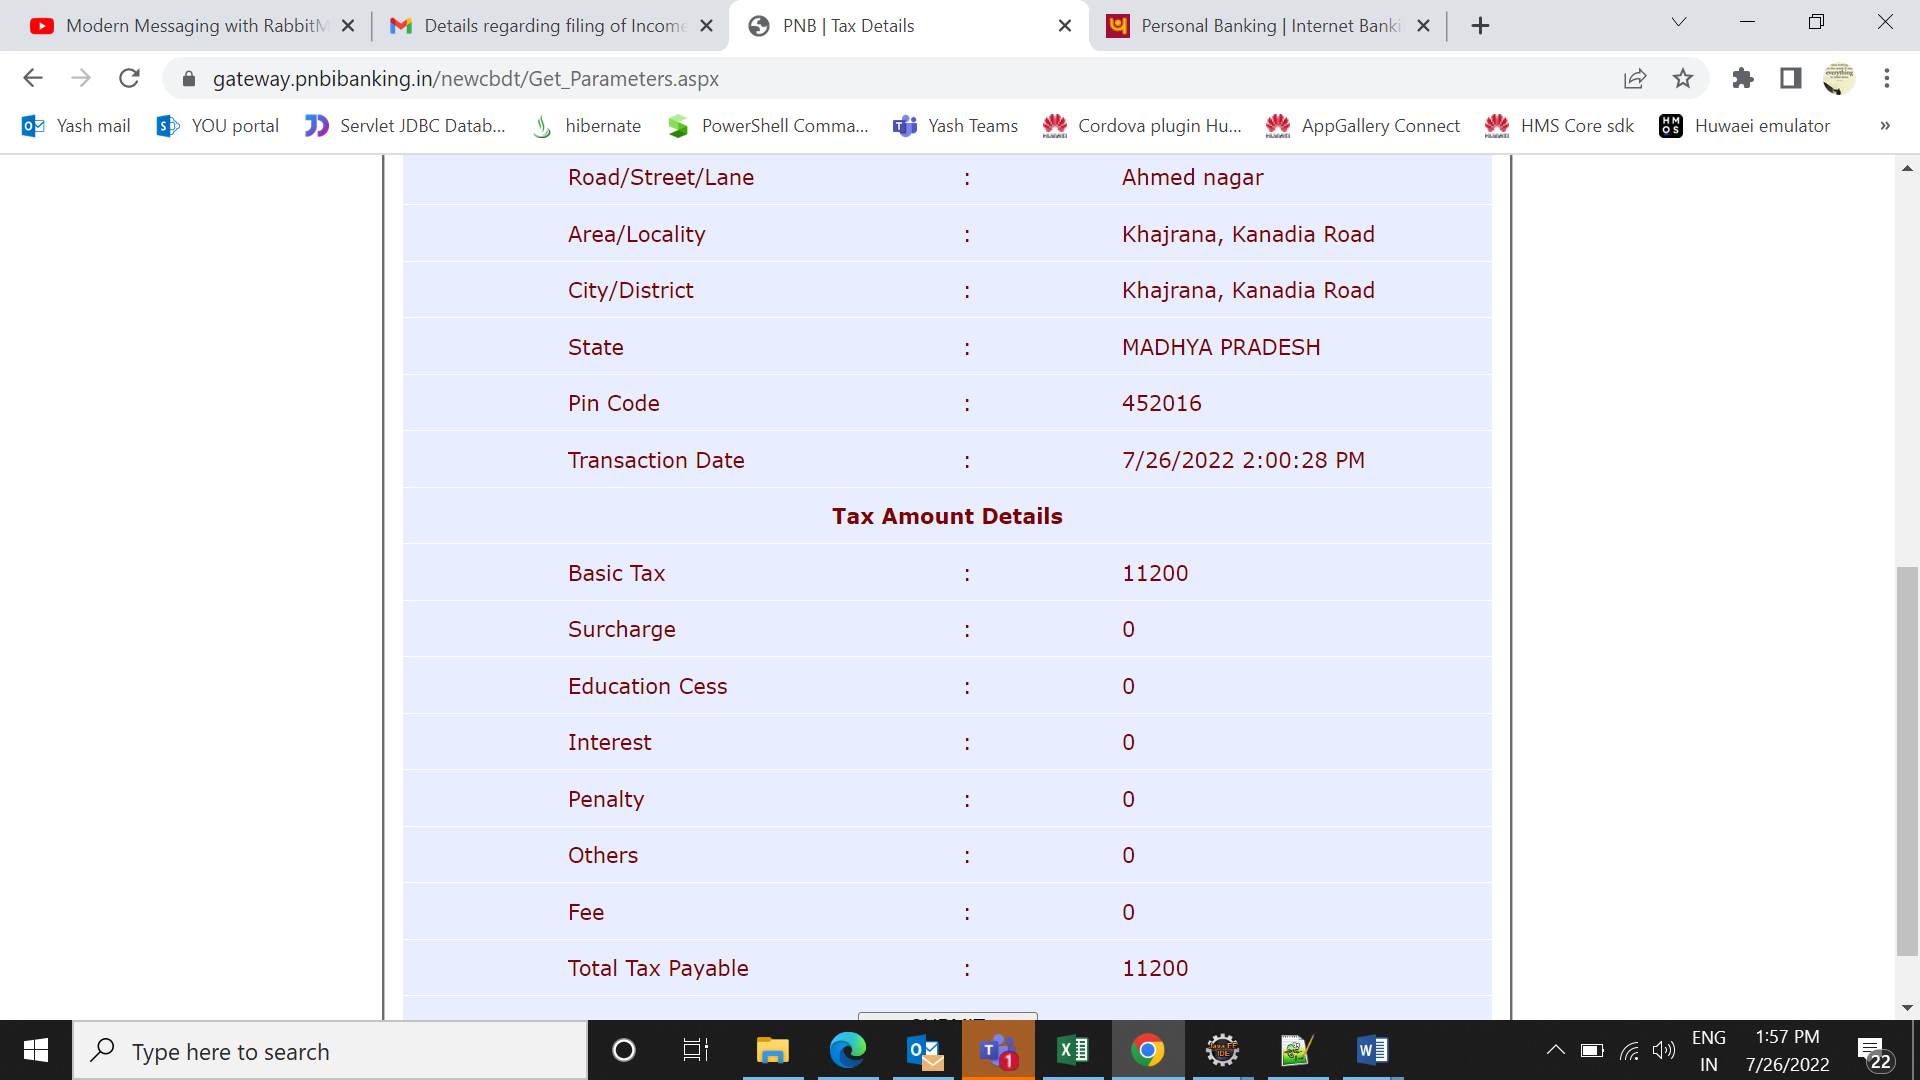 Modern Messaging with RabbitM
Details regarding filing of Income
PNB | Tax Details
Personal Banking | Internet Banki
gateway.pnbibanking.in/newcbdt/Get_Parameters.aspx
Yash mail
YOU portal
Servlet JDBC Datab...
hibernate
PowerShell Comma...
Yash Teams
Cordova plugin Hu...
AppGallery Connect
HMS Core sdk
Huwaei emulator
»
Road/Street/Lane : Ahmed nagar
Area/Locality : Khajrana, Kanadia Road
City/District : Khajrana, Kanadia Road
State : MADHYA PRADESH
Pin Code : 452016
Transaction Date : 7/26/2022 2:00:28 PM
Tax Amount Details
Basic Tax : 11200
Surcharge : 0
Education Cess : 0
Interest : 0
Penalty : 0
Others : 0
Fee : 0
Total Tax Payable : 11200
Type here to search
ENG
IN
1:57 PM
7/26/2022
22
1